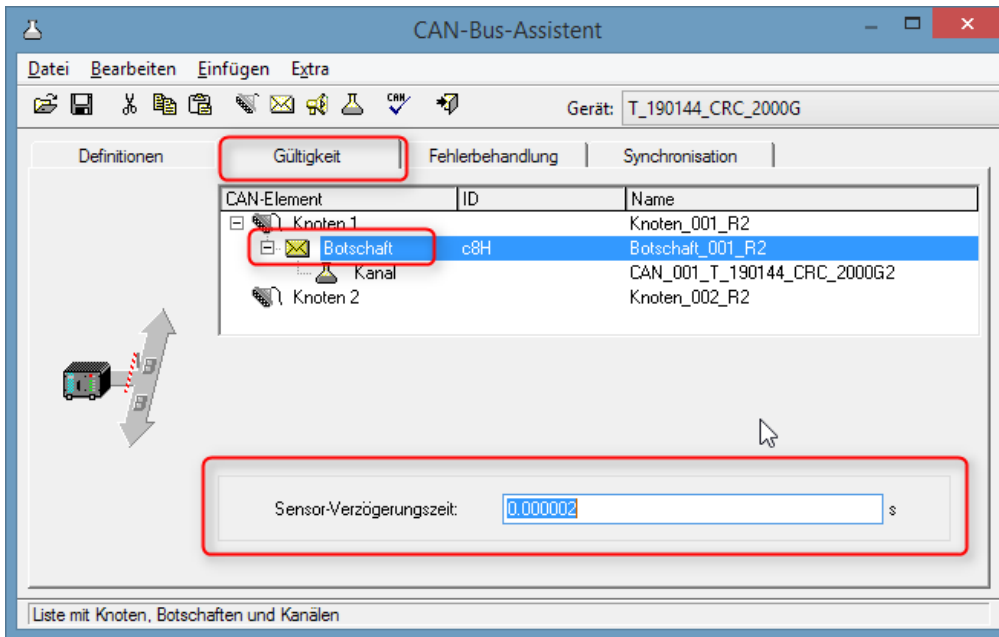 CAN-Bus-Assistent
Datei Bearbeiten Einfügen Extra
CAN Gerät: T_190144_CRC_2000G
Definitionen Gültigkeit Fehlerbehandlung Synchronisation
CAN-Element ID Name
Knoten 1 Knoten_001_R2
Botschaft c8H Botschaft_001_R2
Kanal CAN_001_T_190144_CRC_2000G2
Knoten 2 Knoten_002_R2
Sensor-Verzögerungszeit: 0.000002 s
Liste mit Knoten, Botschaften und Kanälen